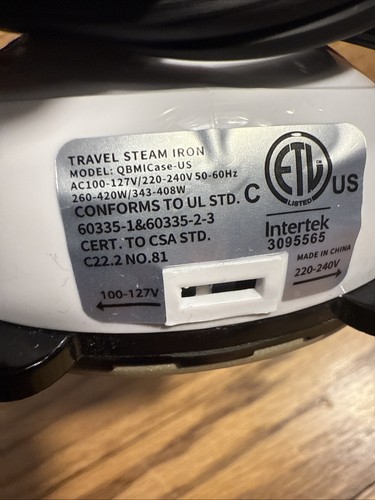 TRAVEL STEAM IRON
MODEL: QBMICase-US
AC100-127V/220-240V 50-60Hz
260-420W/343-408W
CONFORMS TO UL STD.
60335-1&60335-2-3
CERT. TO CSA STD.
C22.2 NO.81
C ETL US
LISTED
Intertek
3095565
MADE IN CHINA
100-127V
220-240V